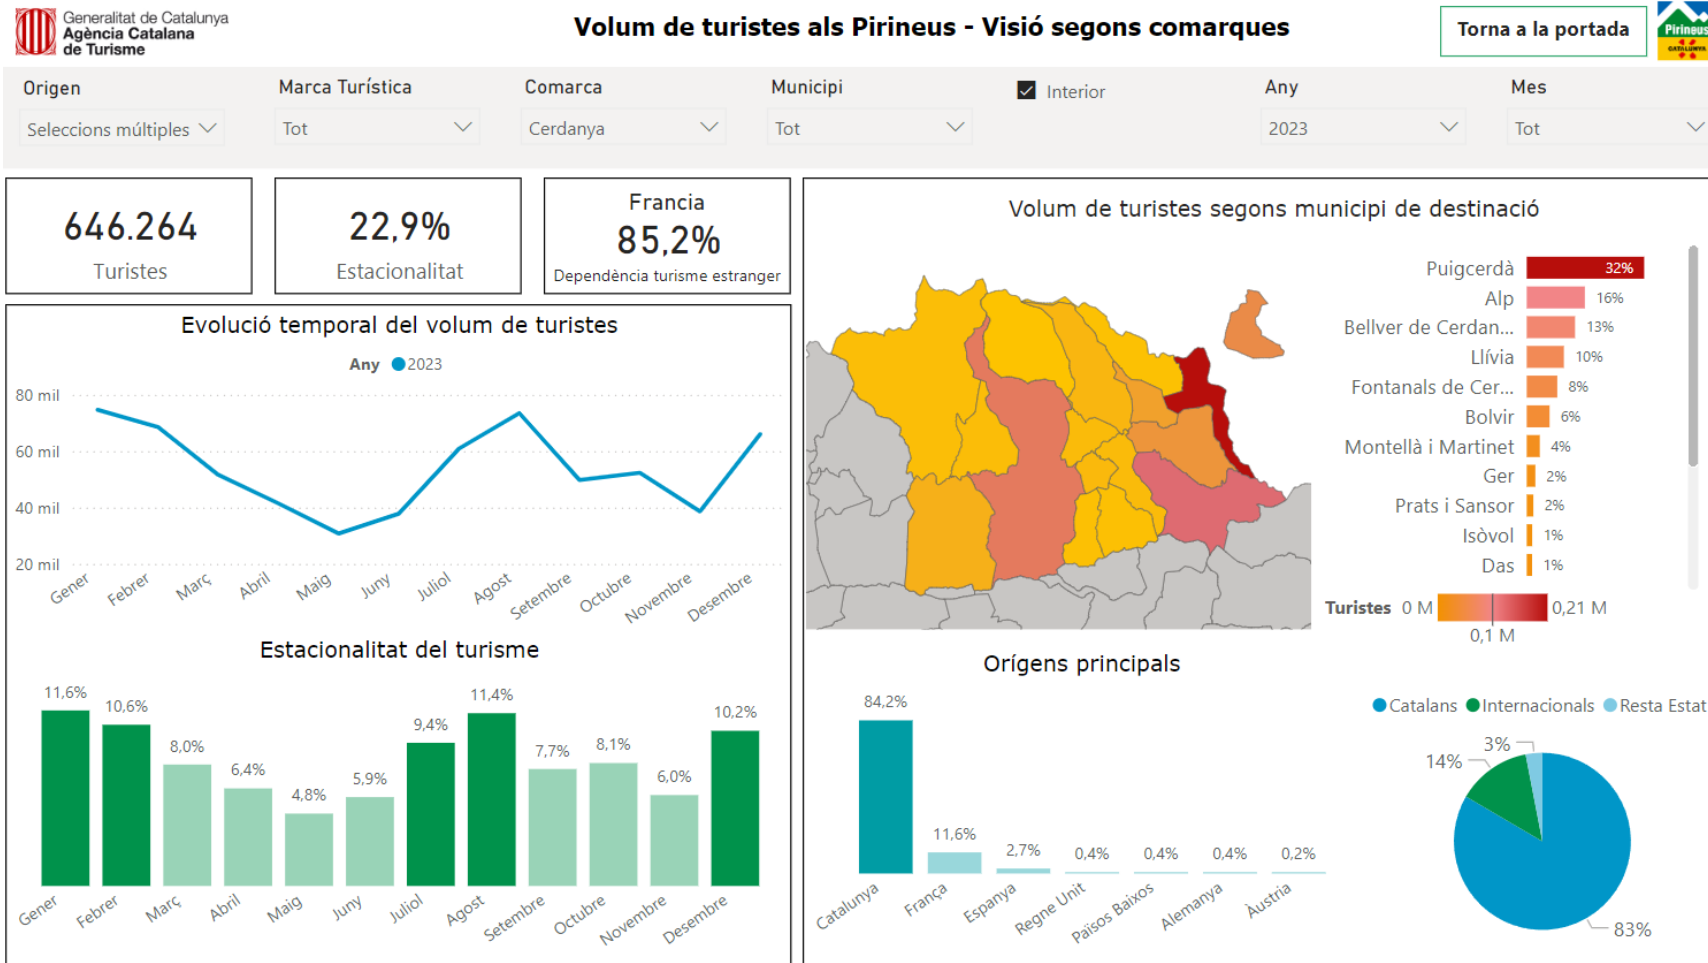 Generalitat de Catalunya
Agència Catalana
de Turisme
Volum de turistes als Pirineus - Visió segons comarques
Torna a la portada
Pirineus
CATALUNYA
Origen
Seleccions múltiples
Marca Turística
Tot
Comarca
Cerdanya
Municipi
Tot
Interior
Any
2023
Mes
Tot
646.264
Turistes
22,9%
Estacionalitat
Francia
85,2%
Dependència turisme estranger
Evolució temporal del volum de turistes
Any 2023
80 mil
60 mil
40 mil
20 mil
Gener
Febrer
Març
Abril
Maig
Juny
Juliol
Agost
Setembre
Octubre
Novembre
Desembre
Estacionalitat del turisme
11,6%
10,6%
8,0%
6,4%
4,8%
5,9%
9,4%
11,4%
7,7%
8,1%
6,0%
10,2%
Gener
Febrer
Març
Abril
Maig
Juny
Juliol
Agost
Setembre
Octubre
Novembre
Desembre
Volum de turistes segons municipi de destinació
Puigcerdà 32%
Alp 16%
Bellver de Cerdan... 13%
Llívia 10%
Fontanals de Cer... 8%
Bolvir 6%
Montellà i Martinet 4%
Ger 2%
Prats i Sansor 2%
Isòvol 1%
Das 1%
Turistes 0 M 0,21 M
0,1 M
Orígens principals
84,2%
11,6%
2,7%
0,4%
0,4%
0,4%
0,2%
Catalunya
França
Espanya
Regne Unit
Països Baixos
Alemanya
Àustria
Catalans Internacionals Resta Estat
3%
14%
83%